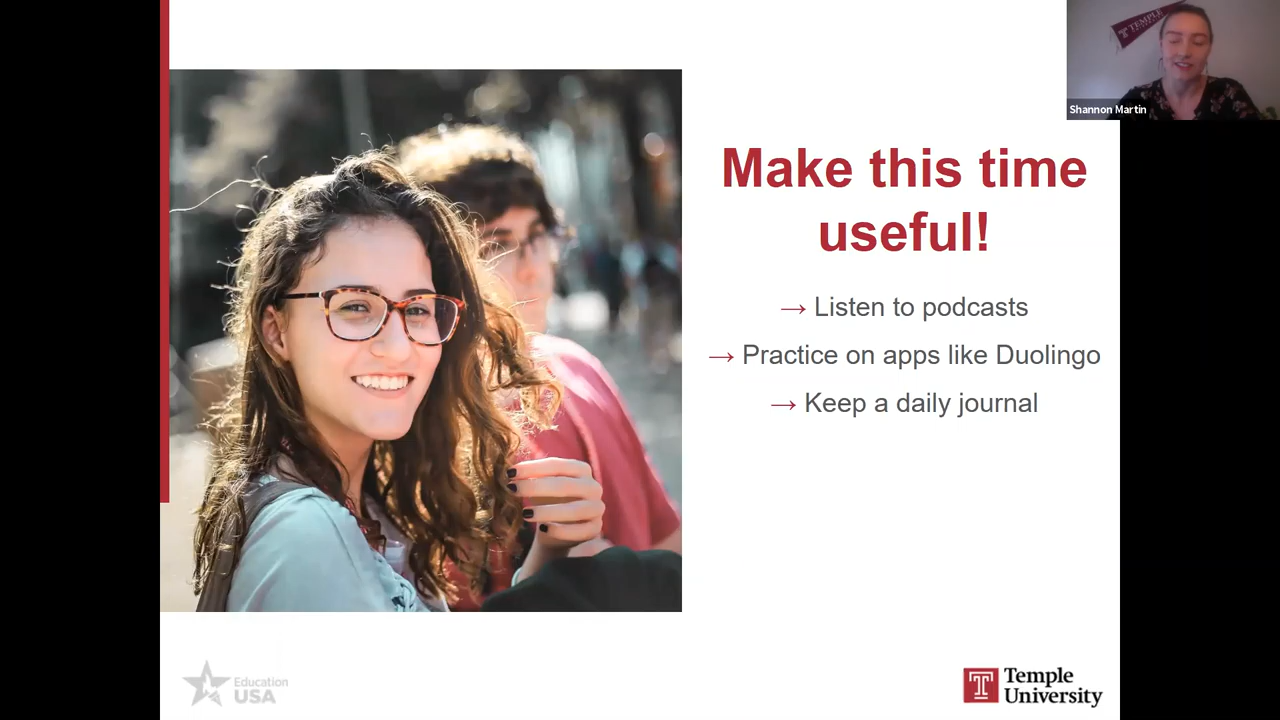 TEMPLE
Shannon Martin
Make this time
useful!
→ Listen to podcasts
→ Practice on apps like Duolingo
→ Keep a daily journal
Education
USA
Temple
University